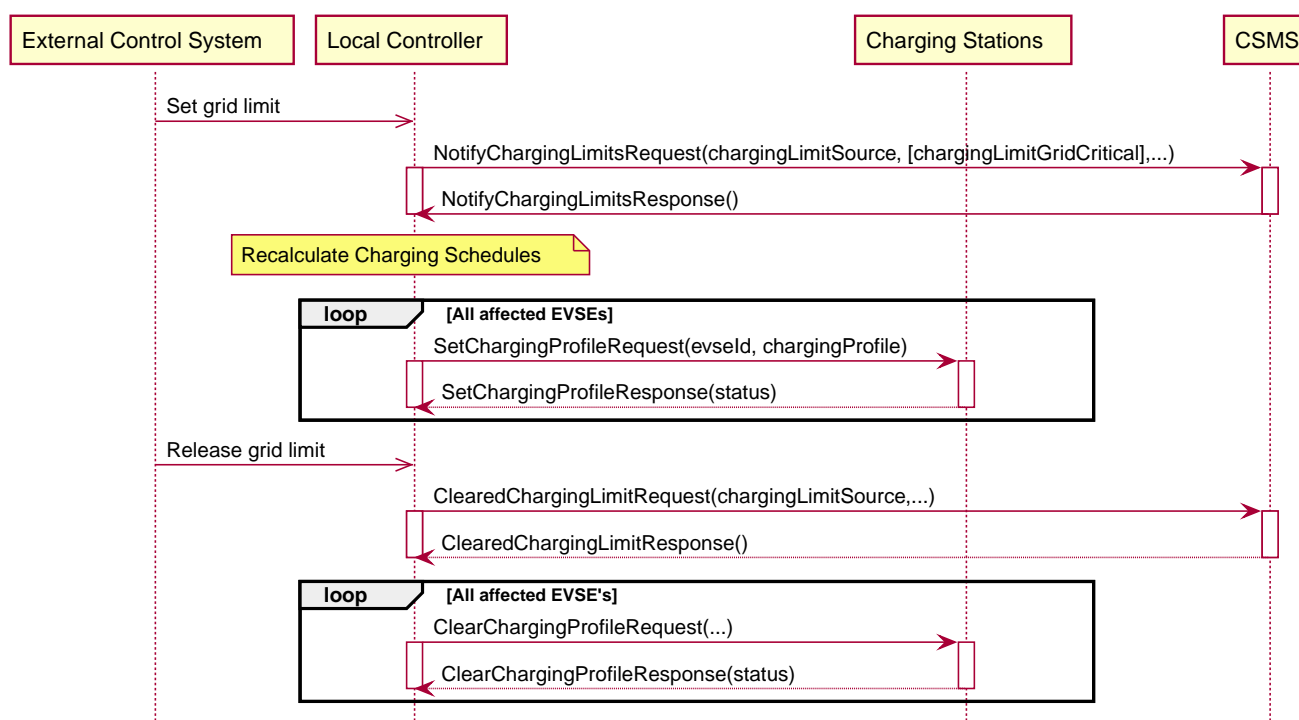 External Control System
Local Controller
Charging Stations
CSMS
Set grid limit
NotifyChargingLimitsRequest(chargingLimitSource, [chargingLimitGridCritical],...)
NotifyChargingLimitsResponse()
Recalculate Charging Schedules
loop
[All affected EVSEs]
SetChargingProfileRequest(evseId, chargingProfile)
SetChargingProfileResponse(status)
Release grid limit
ClearedChargingLimitRequest(chargingLimitSource,...)
ClearedChargingLimitResponse()
loop
[All affected EVSE's]
ClearChargingProfileRequest(...)
ClearChargingProfileResponse(status)